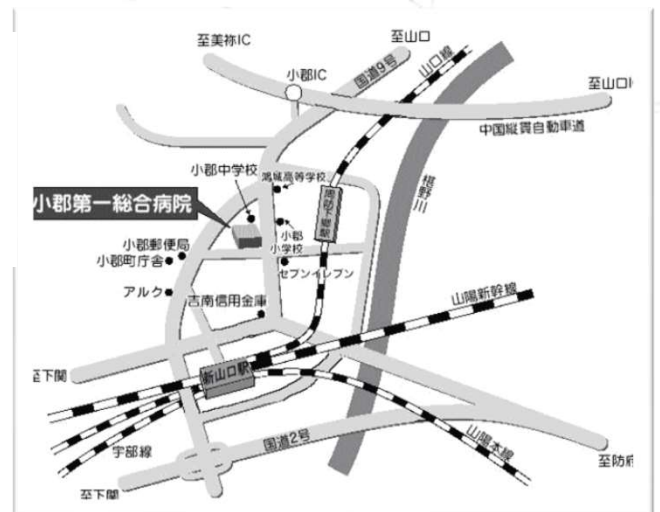 至美祢IC
至山口
国道9号
山口線
小郡IC
至山口I
中国縦貫自動車道
小郡中学校
鴻城高等学校
椹野川
小郡第一総合病院
周防下郷駅
小郡
小学校
小郡郵便局
小郡町庁舎
セブンイレブン
アルク
吉南信用金庫
山陽新幹線
新山口駅
至下関
宇部線
国道2号
山陽本線
至防府
至下関